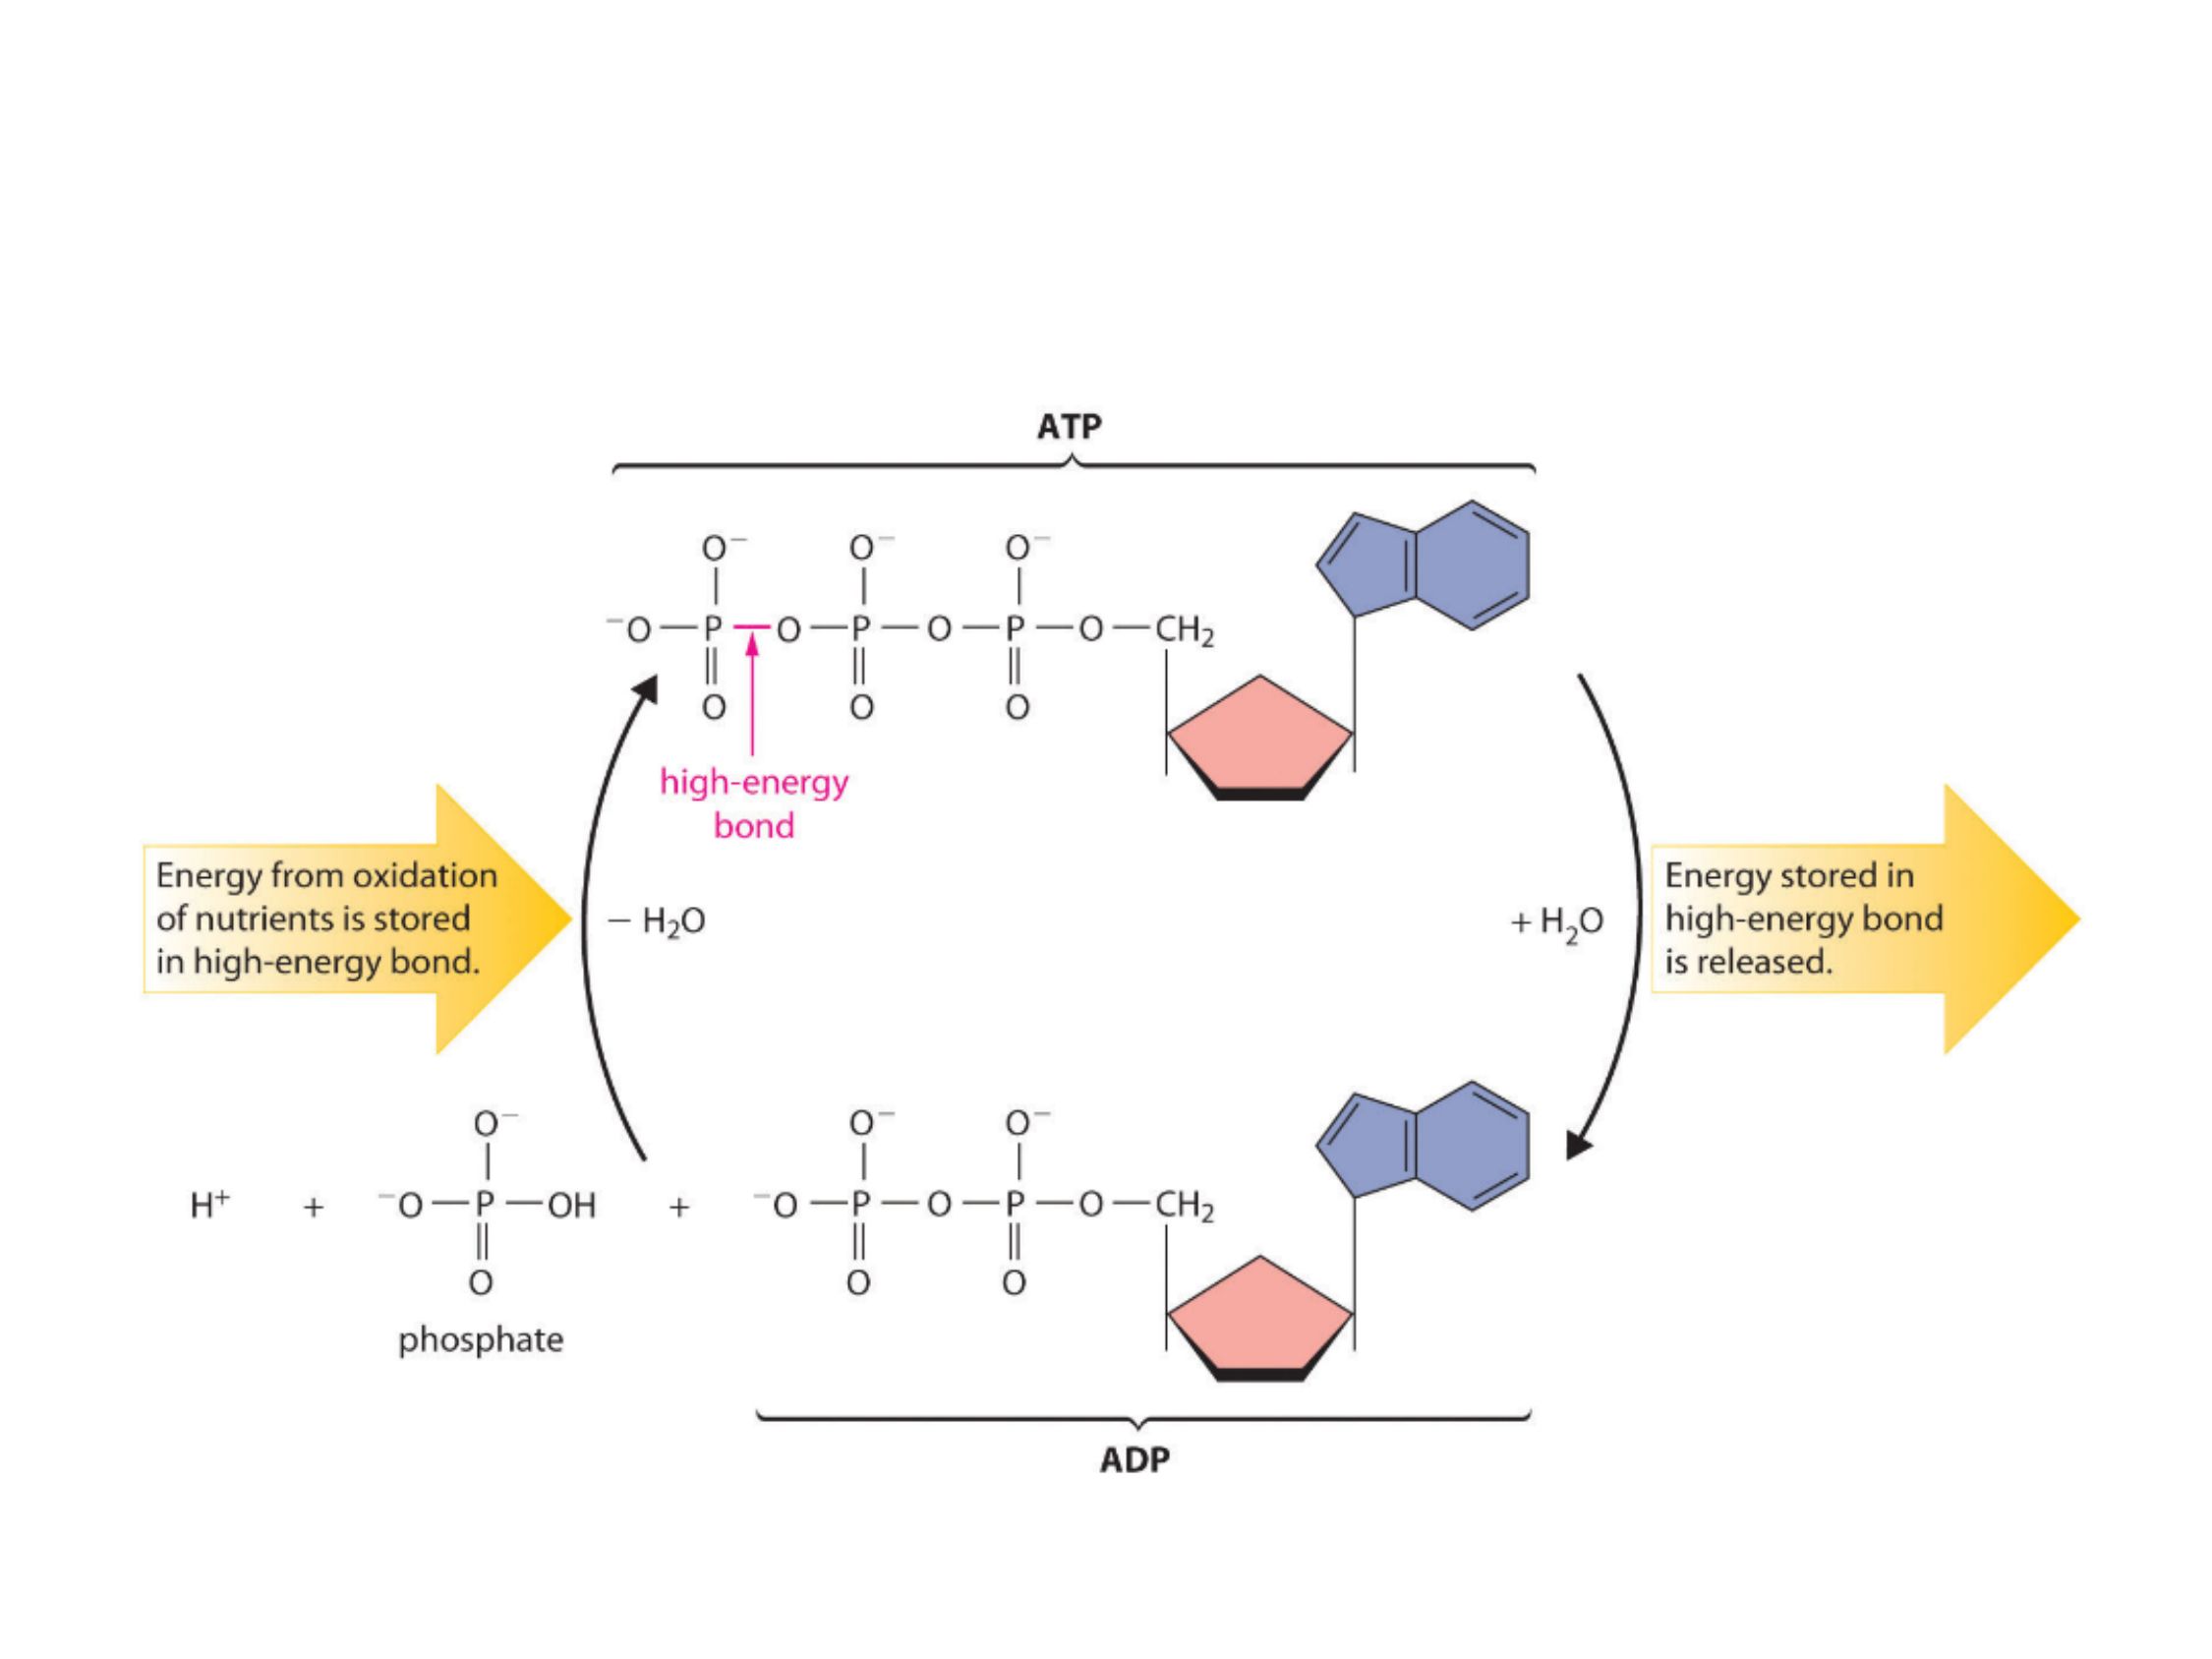 ATP
O⁻ O⁻ O⁻
⁻O—P—O—P—O—P—O—CH₂
O O O
high-energy
bond
Energy from oxidation
of nutrients is stored
in high-energy bond.
− H₂O
+ H₂O
Energy stored in
high-energy bond
is released.
O⁻ O⁻ O⁻
H⁺ + ⁻O—P—OH + ⁻O—P—O—P—O—CH₂
O O O
phosphate
ADP